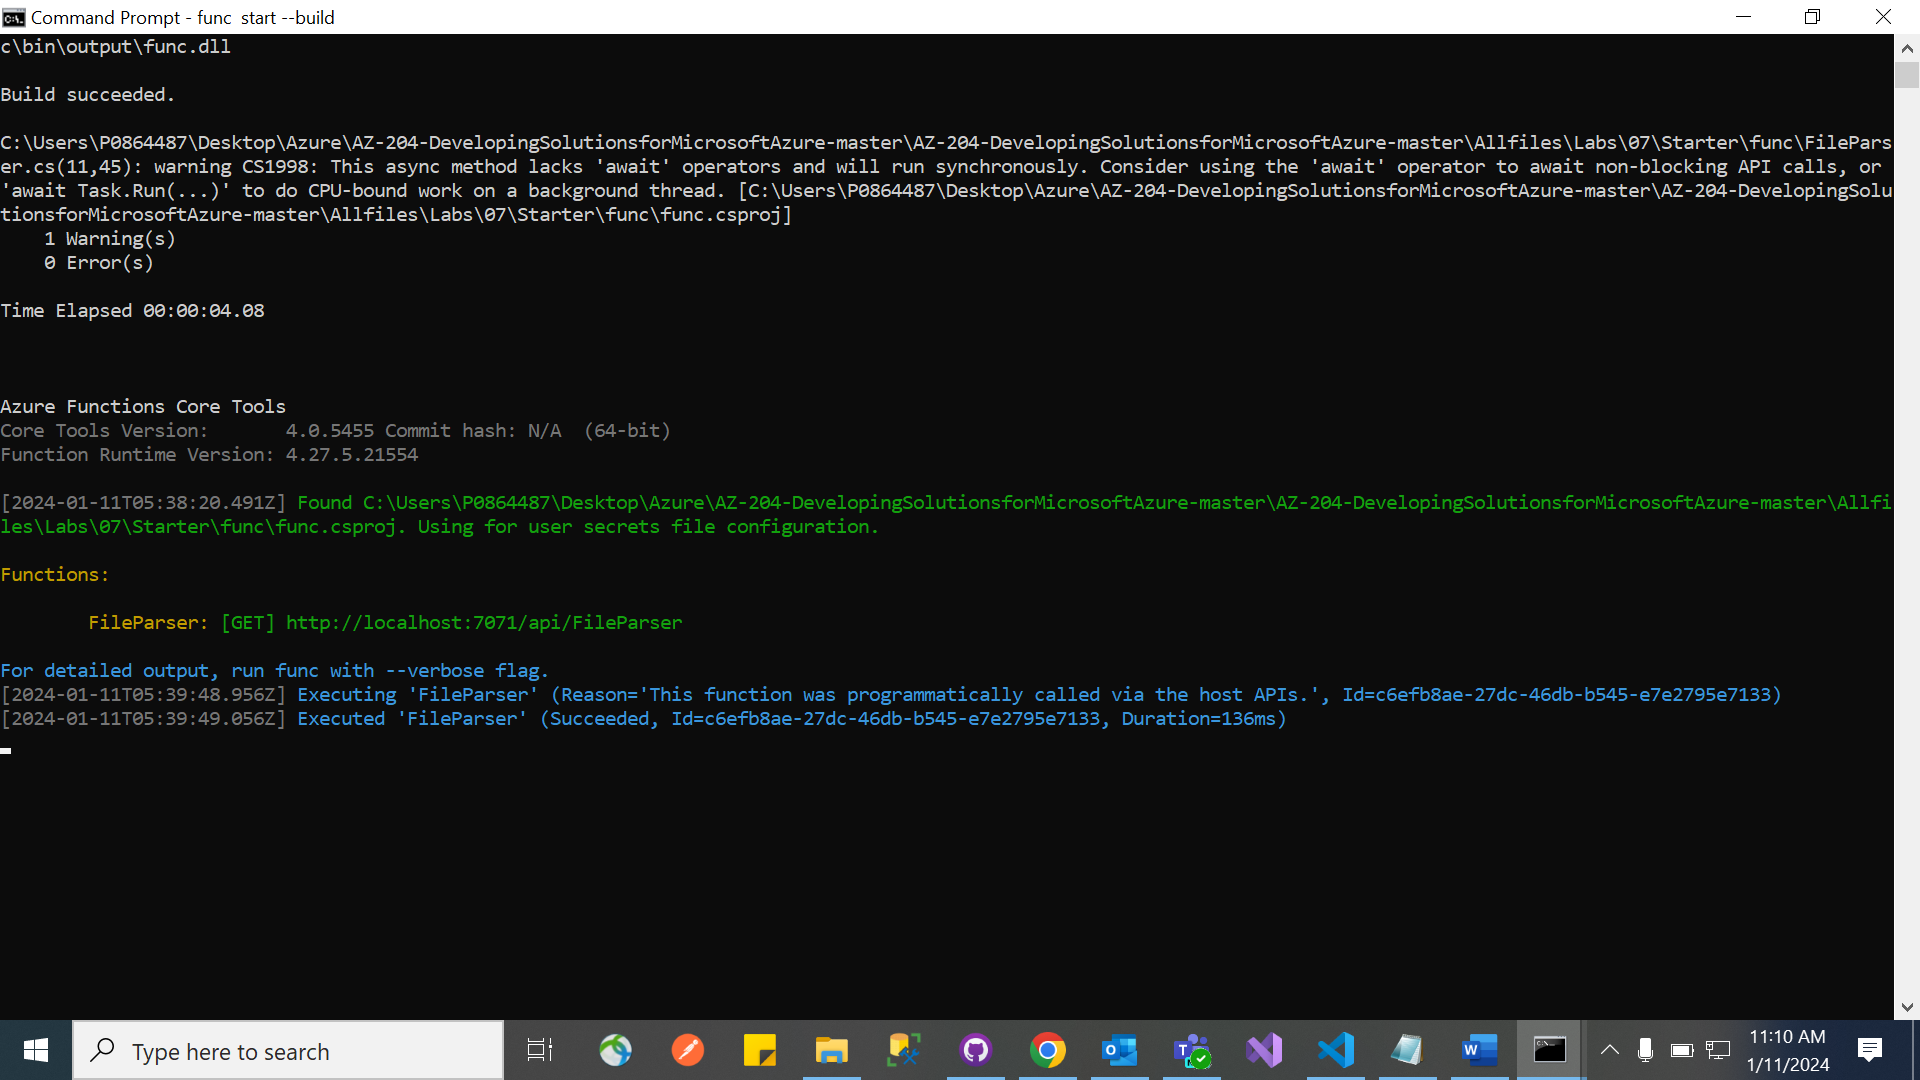 Command Prompt - func  start --build
c\bin\output\func.dll
Build succeeded.
C:\Users\P0864487\Desktop\Azure\AZ-204-DevelopingSolutionsforMicrosoftAzure-master\AZ-204-DevelopingSolutionsforMicrosoftAzure-master\Allfiles\Labs\07\Starter\func\FilePars
er.cs(11,45): warning CS1998: This async method lacks 'await' operators and will run synchronously. Consider using the 'await' operator to await non-blocking API calls, or
'await Task.Run(...)' to do CPU-bound work on a background thread. [C:\Users\P0864487\Desktop\Azure\AZ-204-DevelopingSolutionsforMicrosoftAzure-master\AZ-204-DevelopingSolu
tionsforMicrosoftAzure-master\Allfiles\Labs\07\Starter\func\func.csproj]
    1 Warning(s)
    0 Error(s)
Time Elapsed 00:00:04.08
Azure Functions Core Tools
Core Tools Version:       4.0.5455 Commit hash: N/A  (64-bit)
Function Runtime Version: 4.27.5.21554
[2024-01-11T05:38:20.491Z] Found C:\Users\P0864487\Desktop\Azure\AZ-204-DevelopingSolutionsforMicrosoftAzure-master\AZ-204-DevelopingSolutionsforMicrosoftAzure-master\Allfi
les\Labs\07\Starter\func\func.csproj. Using for user secrets file configuration.
Functions:
        FileParser: [GET] http://localhost:7071/api/FileParser
For detailed output, run func with --verbose flag.
[2024-01-11T05:39:48.956Z] Executing 'FileParser' (Reason='This function was programmatically called via the host APIs.', Id=c6efb8ae-27dc-46db-b545-e7e2795e7133)
[2024-01-11T05:39:49.056Z] Executed 'FileParser' (Succeeded, Id=c6efb8ae-27dc-46db-b545-e7e2795e7133, Duration=136ms)
Type here to search
11:10 AM
1/11/2024